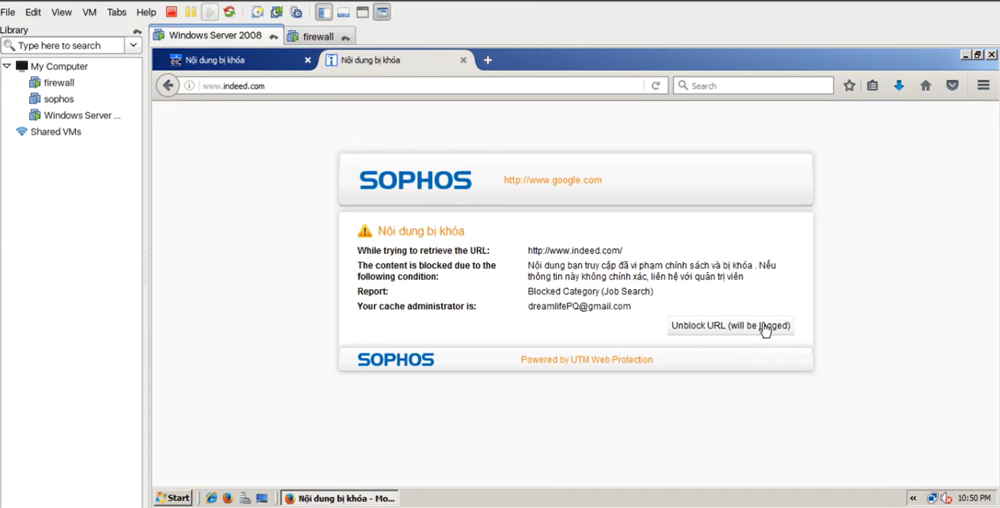 File Edit View VM Tabs Help
Library
Type here to search
My Computer
firewall
sophos
Windows Server ...
Shared VMs
Windows Server 2008
firewall
eic Nội dung bị khóa
Nội dung bị khóa
www.indeed.com
Search
SOPHOS
http://www.google.com
Nội dung bị khóa
While trying to retrieve the URL: http://www.indeed.com/
The content is blocked due to the Nội dung bạn truy cập đã vi phạm chính sách và bị khóa . Nếu
following condition: thông tin này không chính xác, liên hệ với quản trị viên
Report: Blocked Category (Job Search)
Your cache administrator is: dreamlifePQ@gmail.com
Unblock URL (will be logged)
SOPHOS
Powered by UTM Web Protection
Start
Nội dung bị khóa - Mo...
10:50 PM